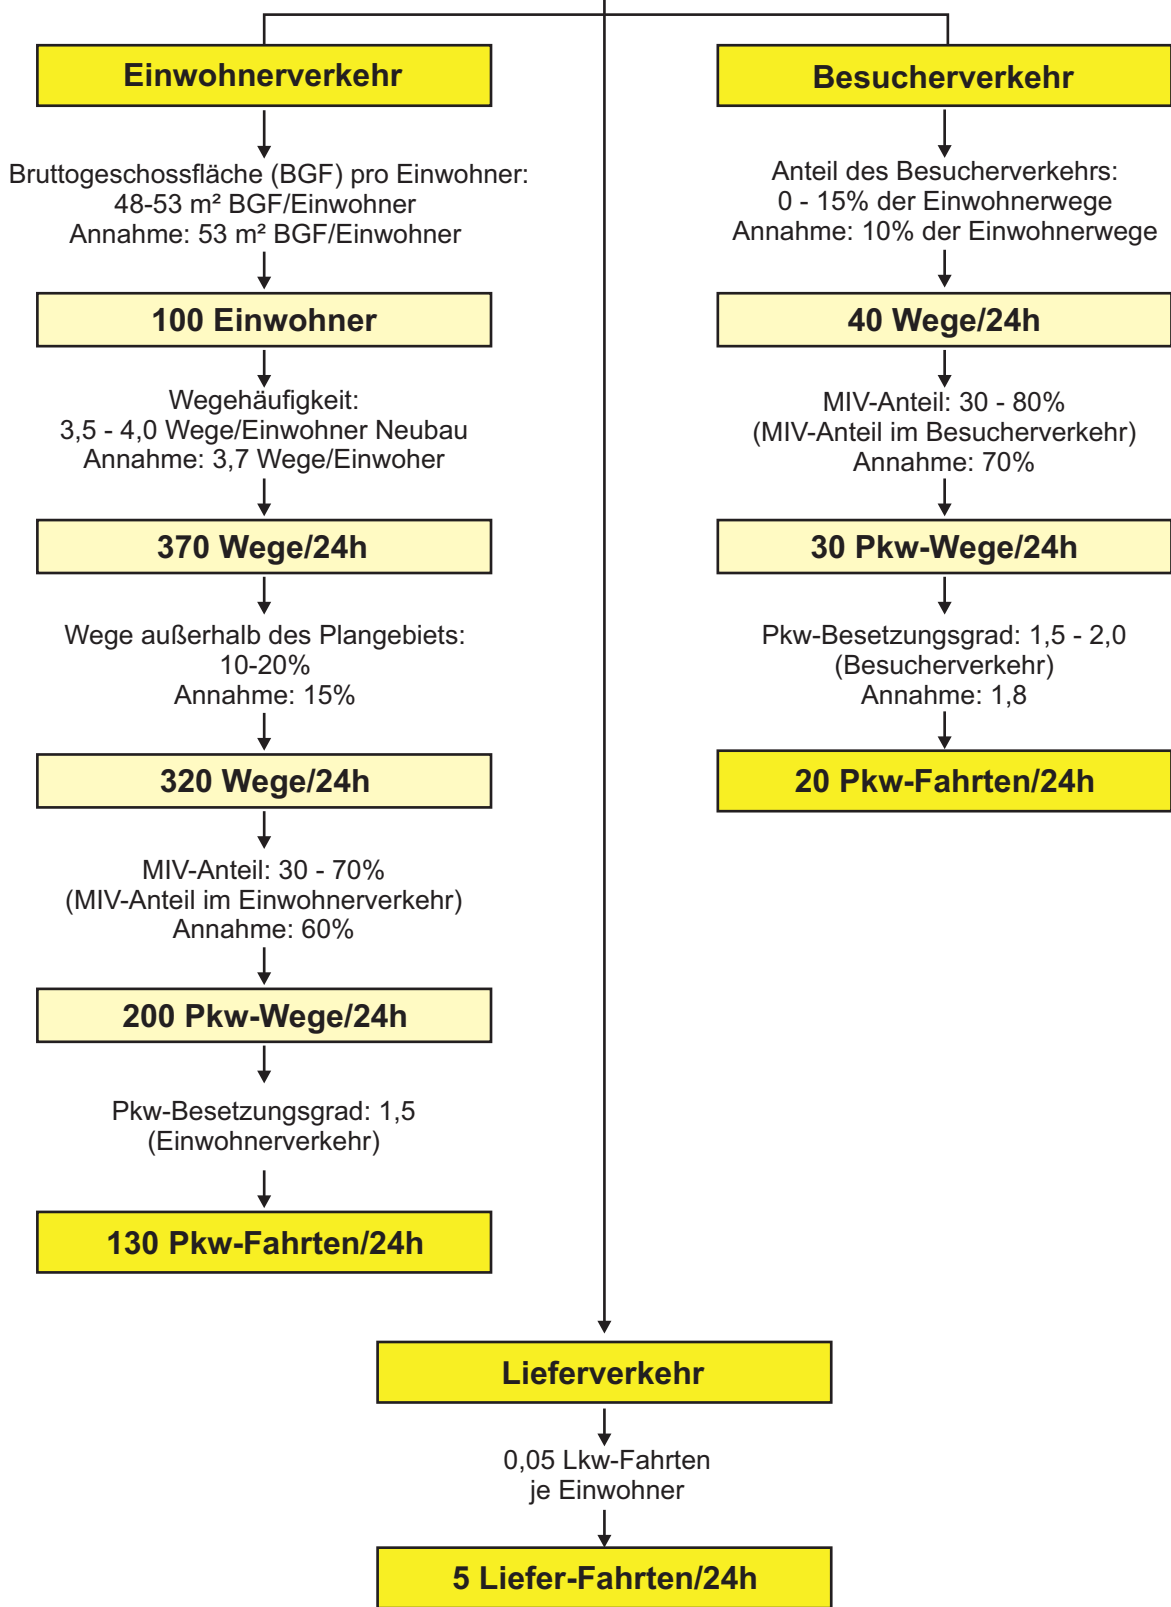 Einwohnerverkehr
Bruttogeschossfläche (BGF) pro Einwohner:
48-53 m² BGF/Einwohner
Annahme: 53 m² BGF/Einwohner
100 Einwohner
Wegehäufigkeit:
3,5 - 4,0 Wege/Einwohner Neubau
Annahme: 3,7 Wege/Einwoher
370 Wege/24h
Wege außerhalb des Plangebiets:
10-20%
Annahme: 15%
320 Wege/24h
MIV-Anteil: 30 - 70%
(MIV-Anteil im Einwohnerverkehr)
Annahme: 60%
200 Pkw-Wege/24h
Pkw-Besetzungsgrad: 1,5
(Einwohnerverkehr)
130 Pkw-Fahrten/24h
Besucherverkehr
Anteil des Besucherverkehrs:
0 - 15% der Einwohnerwege
Annahme: 10% der Einwohnerwege
40 Wege/24h
MIV-Anteil: 30 - 80%
(MIV-Anteil im Besucherverkehr)
Annahme: 70%
30 Pkw-Wege/24h
Pkw-Besetzungsgrad: 1,5 - 2,0
(Besucherverkehr)
Annahme: 1,8
20 Pkw-Fahrten/24h
Lieferverkehr
0,05 Lkw-Fahrten
je Einwohner
5 Liefer-Fahrten/24h